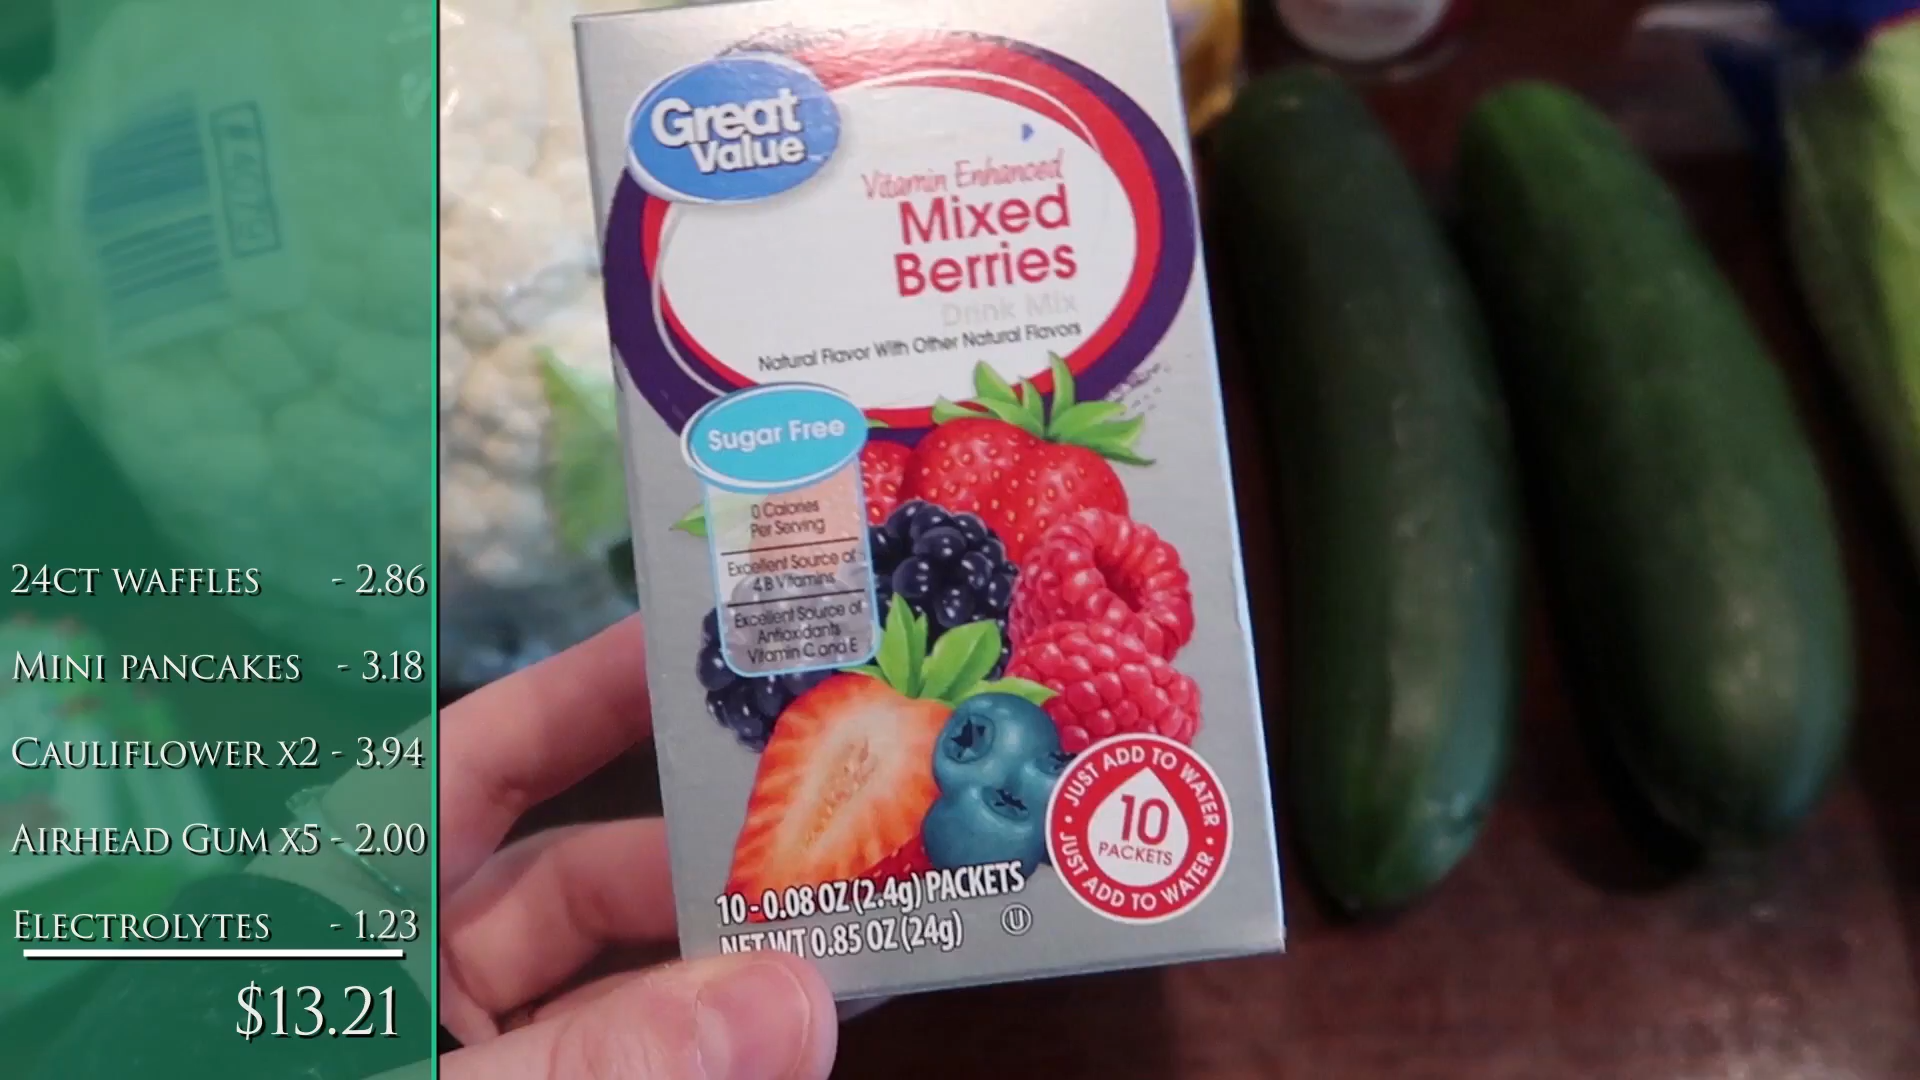 24CT WAFFLES - 2.86
MINI PANCAKES - 3.18
CAULIFLOWER X2 - 3.94
AIRHEAD GUM X5 - 2.00
ELECTROLYTES - 1.23
$13.21
Great
Value
Vitamin Enhanced
Mixed
Berries
Drink Mix
Natural Flavor With Other Natural Flavors
Sugar Free
0 Calories
Per Serving
Excellent Source of
4 B Vitamins
Excellent Source of
Antioxidants
Vitamin C and E
JUST ADD TO WATER
10
PACKETS
JUST ADD TO WATER
10 - 0.08 OZ (2.4g) PACKETS
NET WT 0.85 OZ (24g)
U